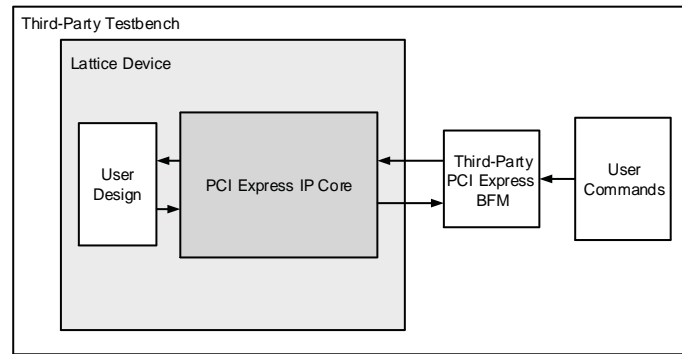 Third-Party Testbench
Lattice Device
User
Design
PCI Express IP Core
Third-Party
PCI Express
BFM
User
Commands